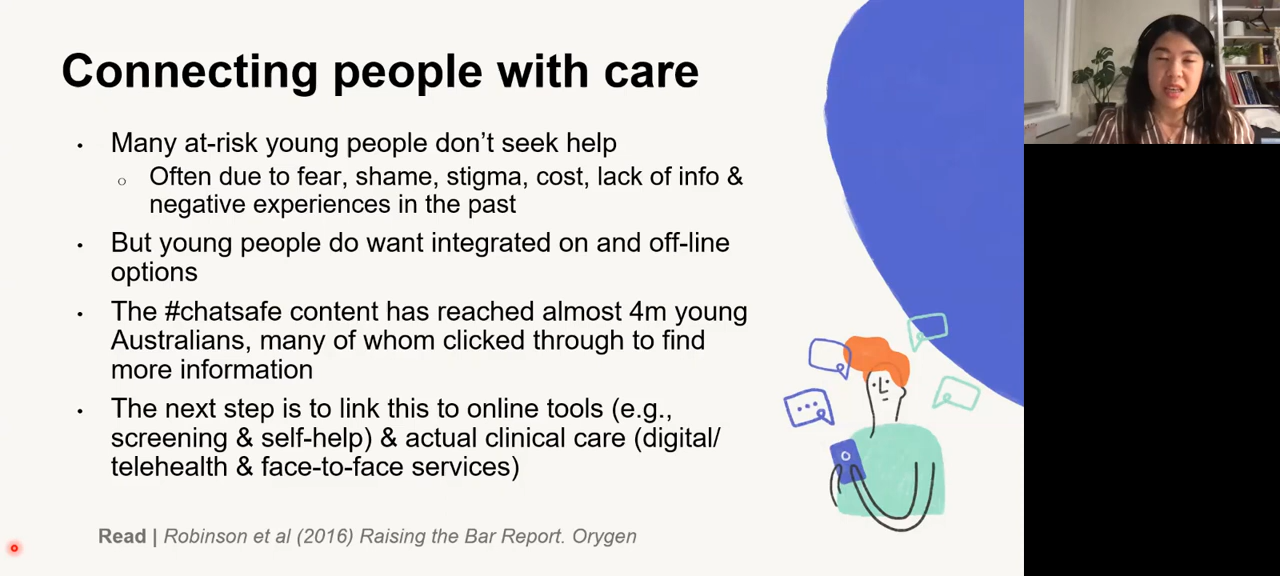 Connecting people with care
• Many at-risk young people don’t seek help
○ Often due to fear, shame, stigma, cost, lack of info &
negative experiences in the past
• But young people do want integrated on and off-line
options
• The #chatsafe content has reached almost 4m young
Australians, many of whom clicked through to find
more information
• The next step is to link this to online tools (e.g.,
screening & self-help) & actual clinical care (digital/
telehealth & face-to-face services)
Read | Robinson et al (2016) Raising the Bar Report. Orygen